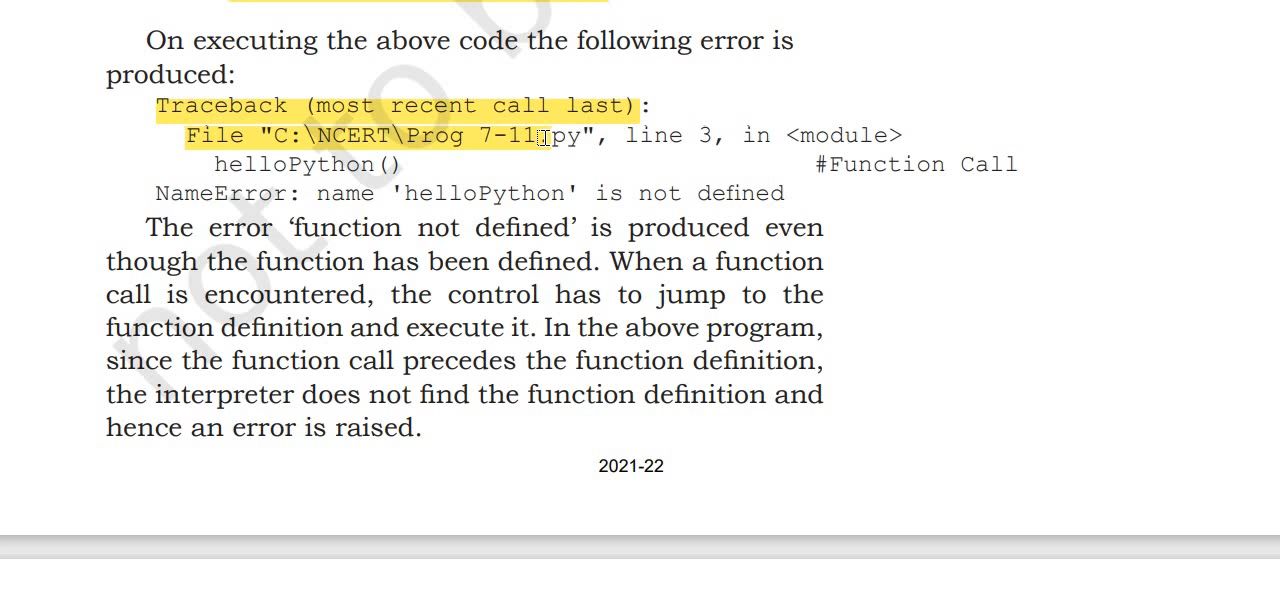 On executing the above code the following error is
produced:
Traceback (most recent call last):
File "C:\NCERT\Prog 7-11.py", line 3, in <module>
helloPython() #Function Call
NameError: name 'helloPython' is not defined
The error ‘function not defined’ is produced even
though the function has been defined. When a function
call is encountered, the control has to jump to the
function definition and execute it. In the above program,
since the function call precedes the function definition,
the interpreter does not find the function definition and
hence an error is raised.
2021-22
not to b